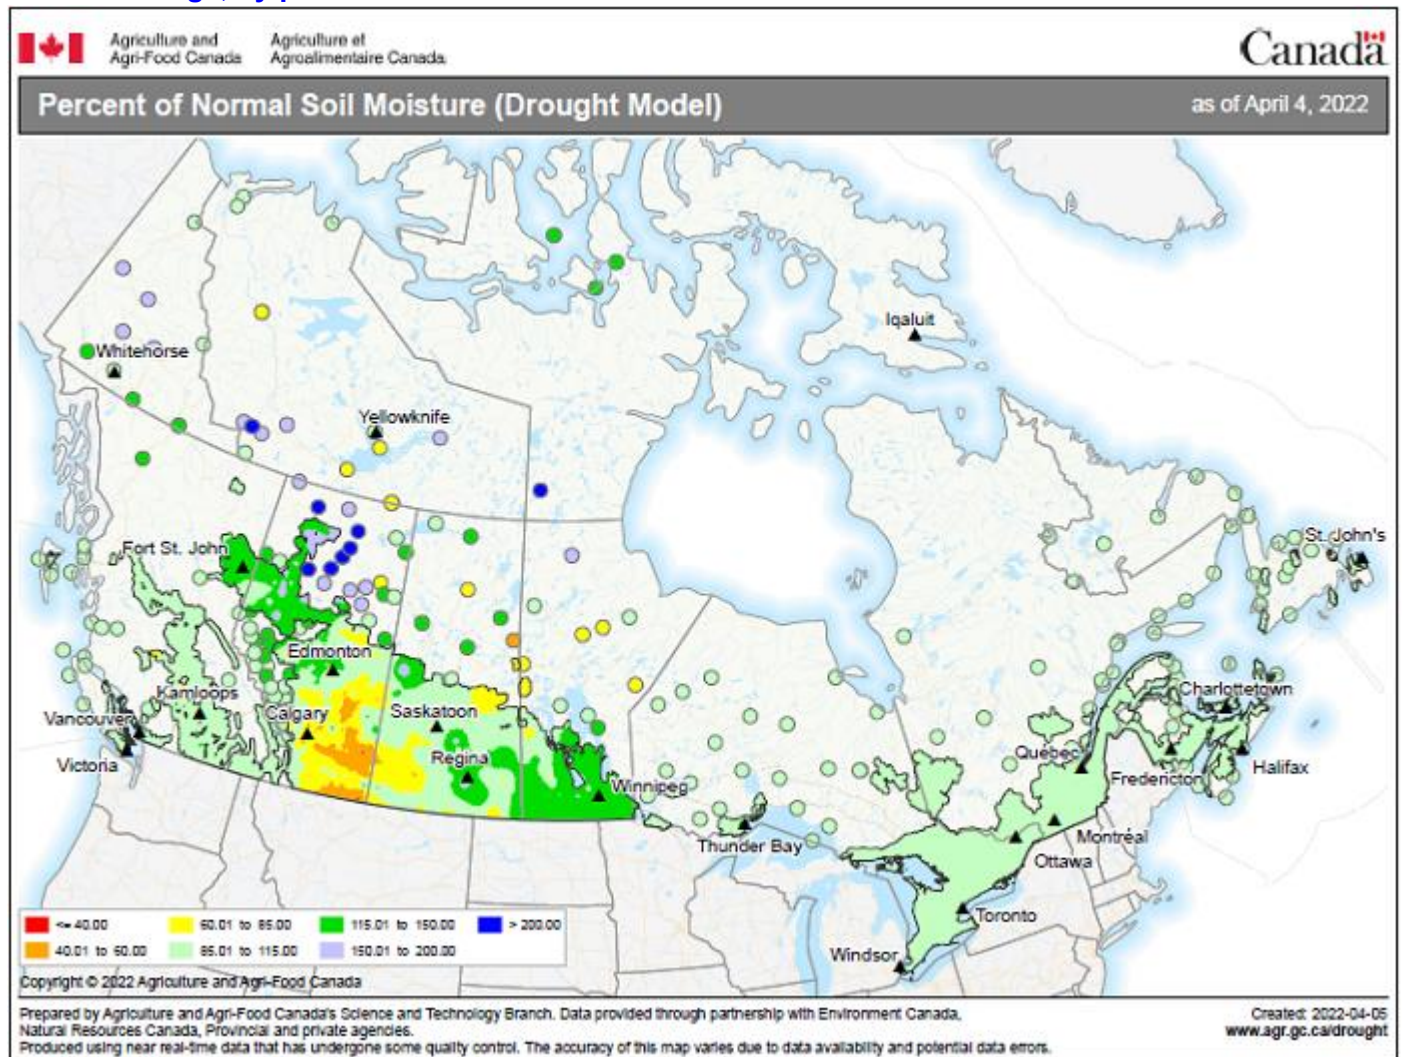 Agriculture and Agriculture et
Agri-Food Canada Agroalimentaire Canada
Canada
Percent of Normal Soil Moisture (Drought Model) as of April 4, 2022
Iqaluit
Whitehorse
Yellowknife
St. John's
Fort St. John
Edmonton
Charlottetown
Kamloops
Calgary
Saskatoon
Vancouver
Québec
Regina
Victoria
Halifax
Fredericton
Winnipeg
Montréal
Thunder Bay
Ottawa
Toronto
Windsor
<= 40.00 60.01 to 85.00 115.01 to 150.00 > 200.00
40.01 to 60.00 85.01 to 115.00 150.01 to 200.00
Copyright © 2022 Agriculture and Agri-Food Canada
Prepared by Agriculture and Agri-Food Canada's Science and Technology Branch. Data provided through partnership with Environment Canada, Created: 2022-04-05
Natural Resources Canada, Provincial and private agencies. www.agr.gc.ca/drought
Produced using near real-time data that has undergone some quality control. The accuracy of this map varies due to data availability and potential data errors.